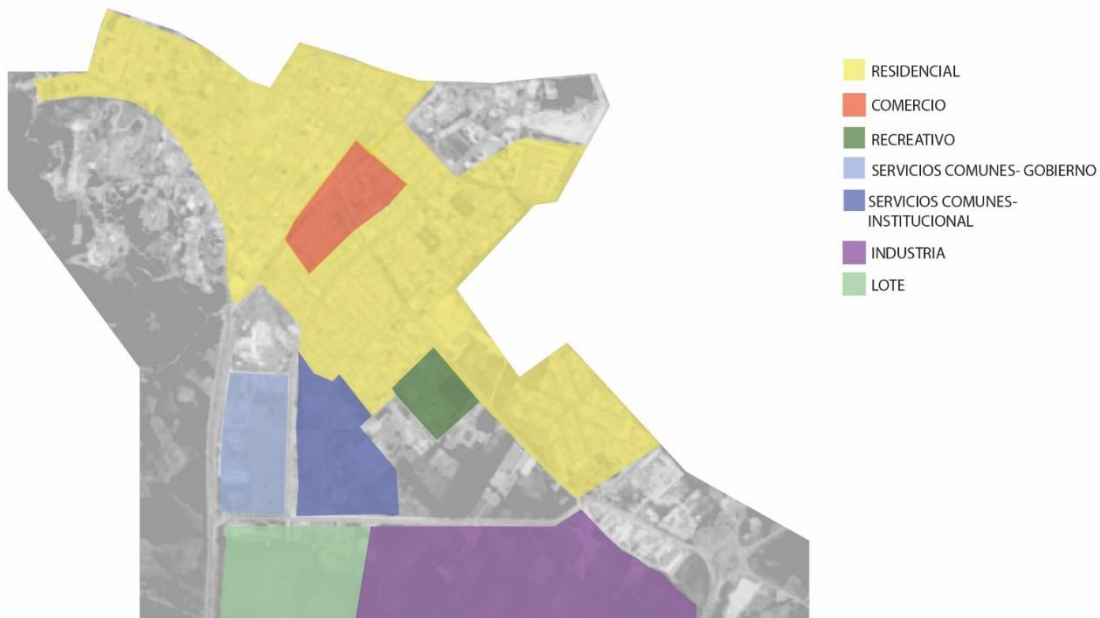 RESIDENCIAL
COMERCIO
RECREATIVO
SERVICIOS COMUNES- GOBIERNO
SERVICIOS COMUNES-
INSTITUCIONAL
INDUSTRIA
LOTE